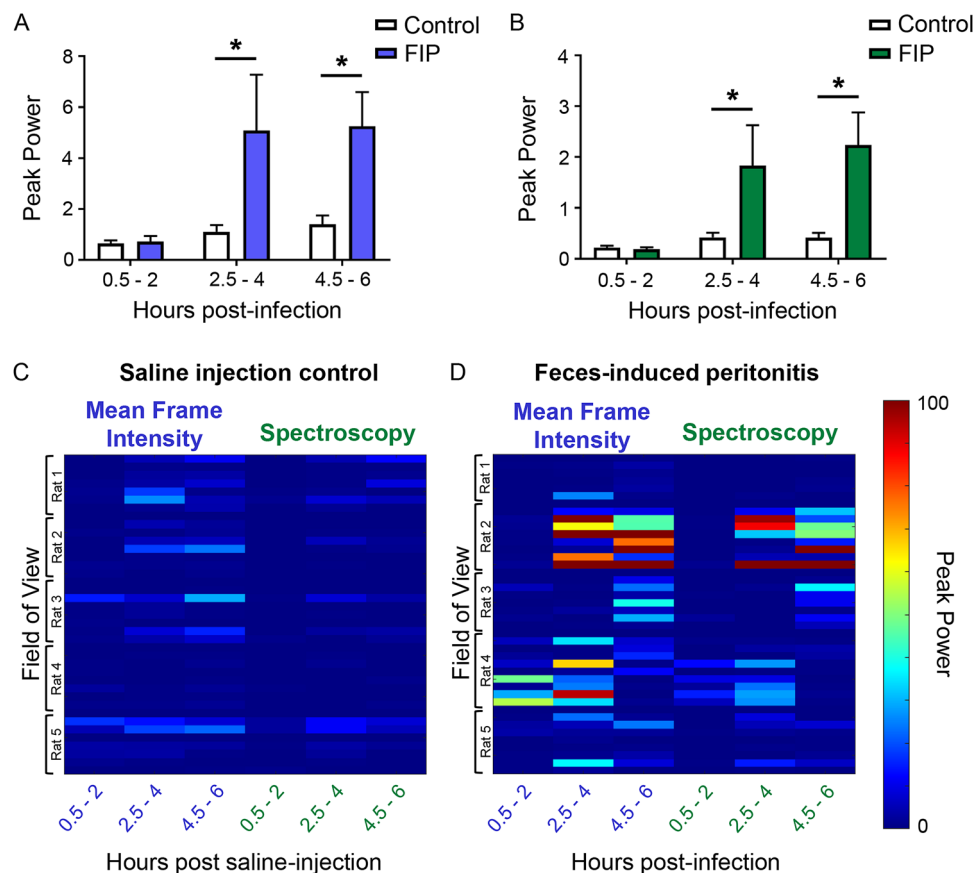 A
Control
FIP
*
*
8
6
4
2
0
Peak Power
0.5 - 2
2.5 - 4
4.5 - 6
Hours post-infection
B
Control
FIP
*
*
4
3
2
1
0
Peak Power
0.5 - 2
2.5 - 4
4.5 - 6
Hours post-infection
C
Saline injection control
Mean Frame
Intensity
Spectroscopy
Field of View
Rat 1
Rat 2
Rat 3
Rat 4
Rat 5
0.5 - 2
2.5 - 4
4.5 - 6
0.5 - 2
2.5 - 4
4.5 - 6
Hours post saline-injection
D
Feces-induced peritonitis
Mean Frame
Intensity
Spectroscopy
Field of View
Rat 1
Rat 2
Rat 3
Rat 4
Rat 5
0.5 - 2
2.5 - 4
4.5 - 6
0.5 - 2
2.5 - 4
4.5 - 6
Hours post-infection
100
Peak Power
0